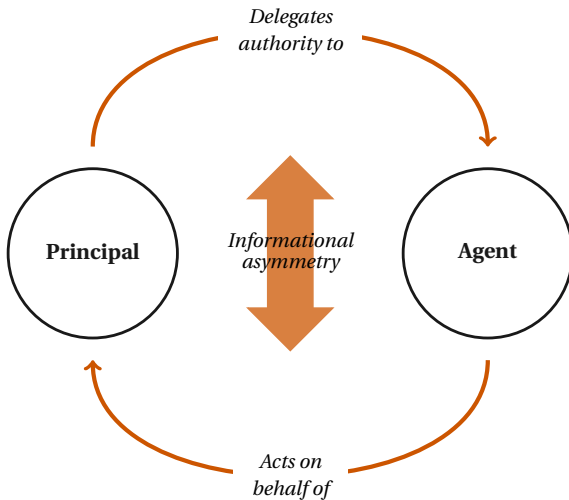 Delegates
authority to
Principal
Informational
asymmetry
Agent
Acts on
behalf of